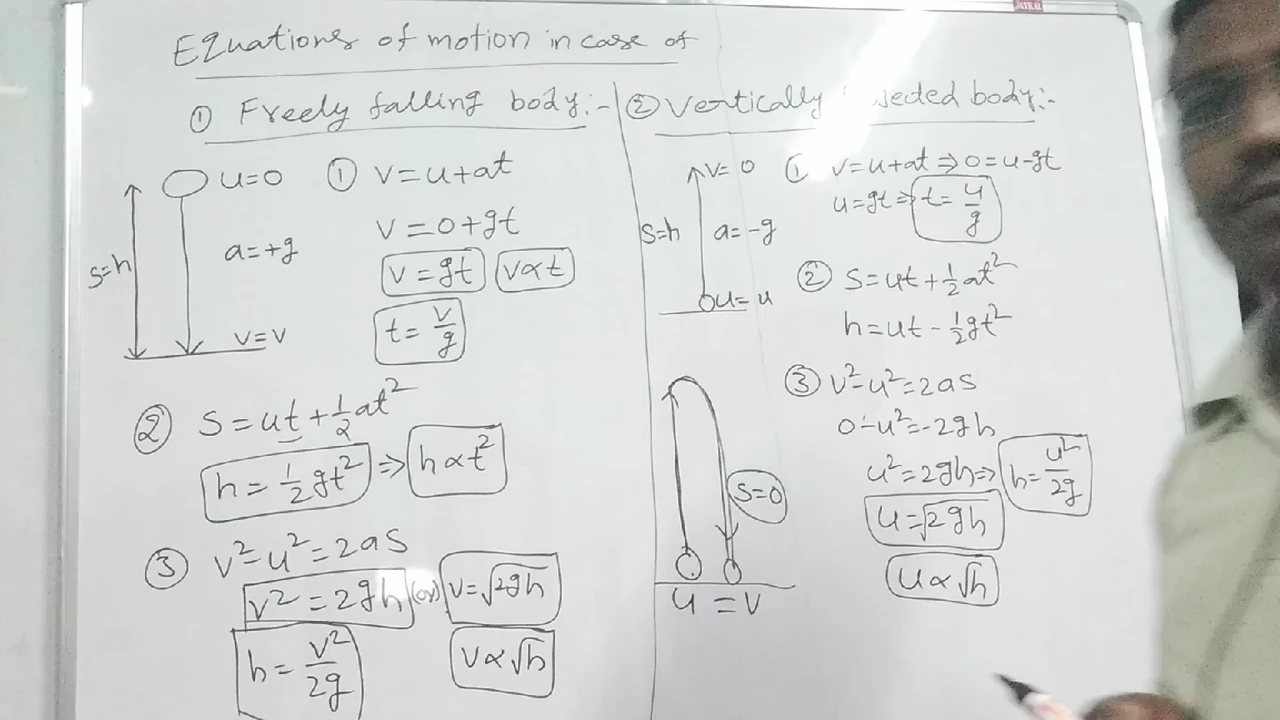 Equations of motion in case of
① Freely falling body:-
u=0
a=+g
s=h
v=v
① v=u+at
v=0+gt
v=gt v∝t
t=v/g
② s=ut+½at²
h=½gt² ⇒ h∝t²
③ v²-u²=2as
v²=2gh (or) v=√2gh
h=v²/2g v∝√h
② Vertically body:-
v=0
s=h a=-g
u=u
① v=u+at⇒0=u-gt
u=gt⇒ t=u/g
② s=ut+½at²
h=ut-½gt²
③ v²-u²=2as
0-u²=-2gh
u²=2gh⇒ h=u²/2g
u=√2gh
u∝√h
s=0
u=v